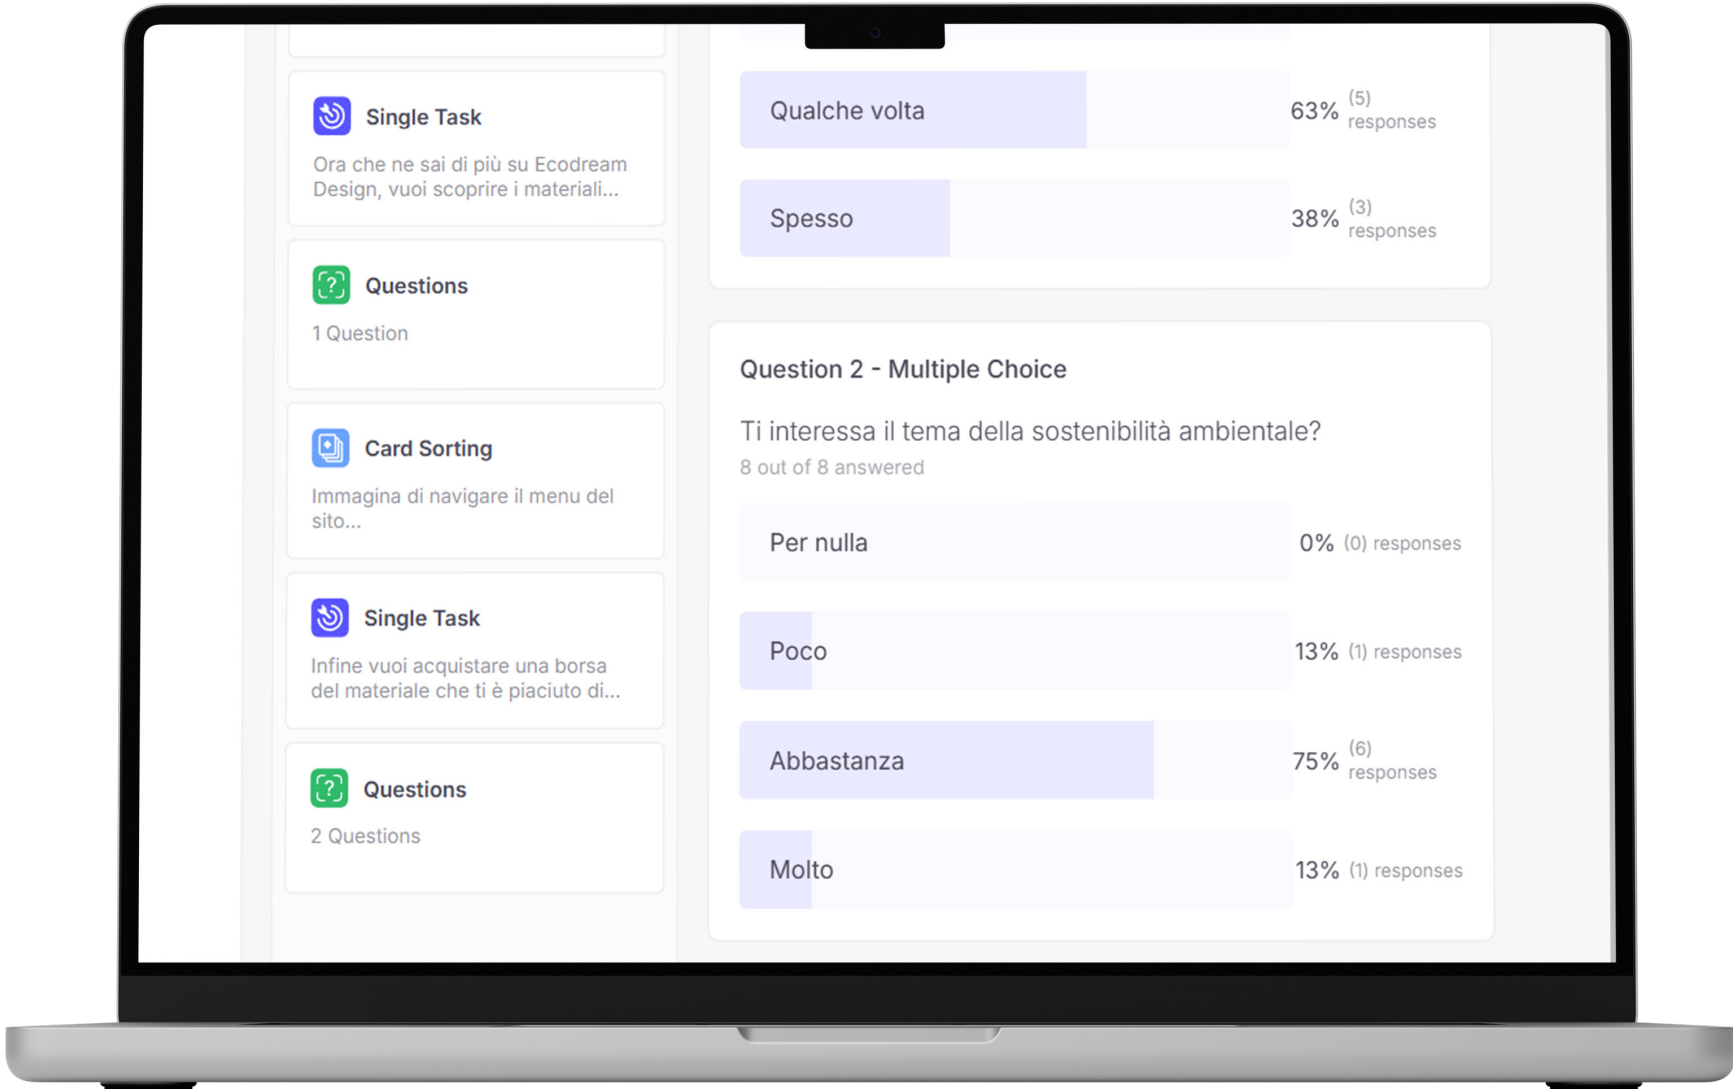 Single Task
Ora che ne sai di più su Ecodream
Design, vuoi scoprire i materiali...
Questions
1 Question
Card Sorting
Immagina di navigare il menu del
sito...
Single Task
Infine vuoi acquistare una borsa
del materiale che ti è piaciuto di...
Questions
2 Questions
Qualche volta
63% (5)
responses
Spesso
38% (3)
responses
Question 2 - Multiple Choice
Ti interessa il tema della sostenibilità ambientale?
8 out of 8 answered
Per nulla
0% (0) responses
Poco
13% (1) responses
Abbastanza
75% (6)
responses
Molto
13% (1) responses